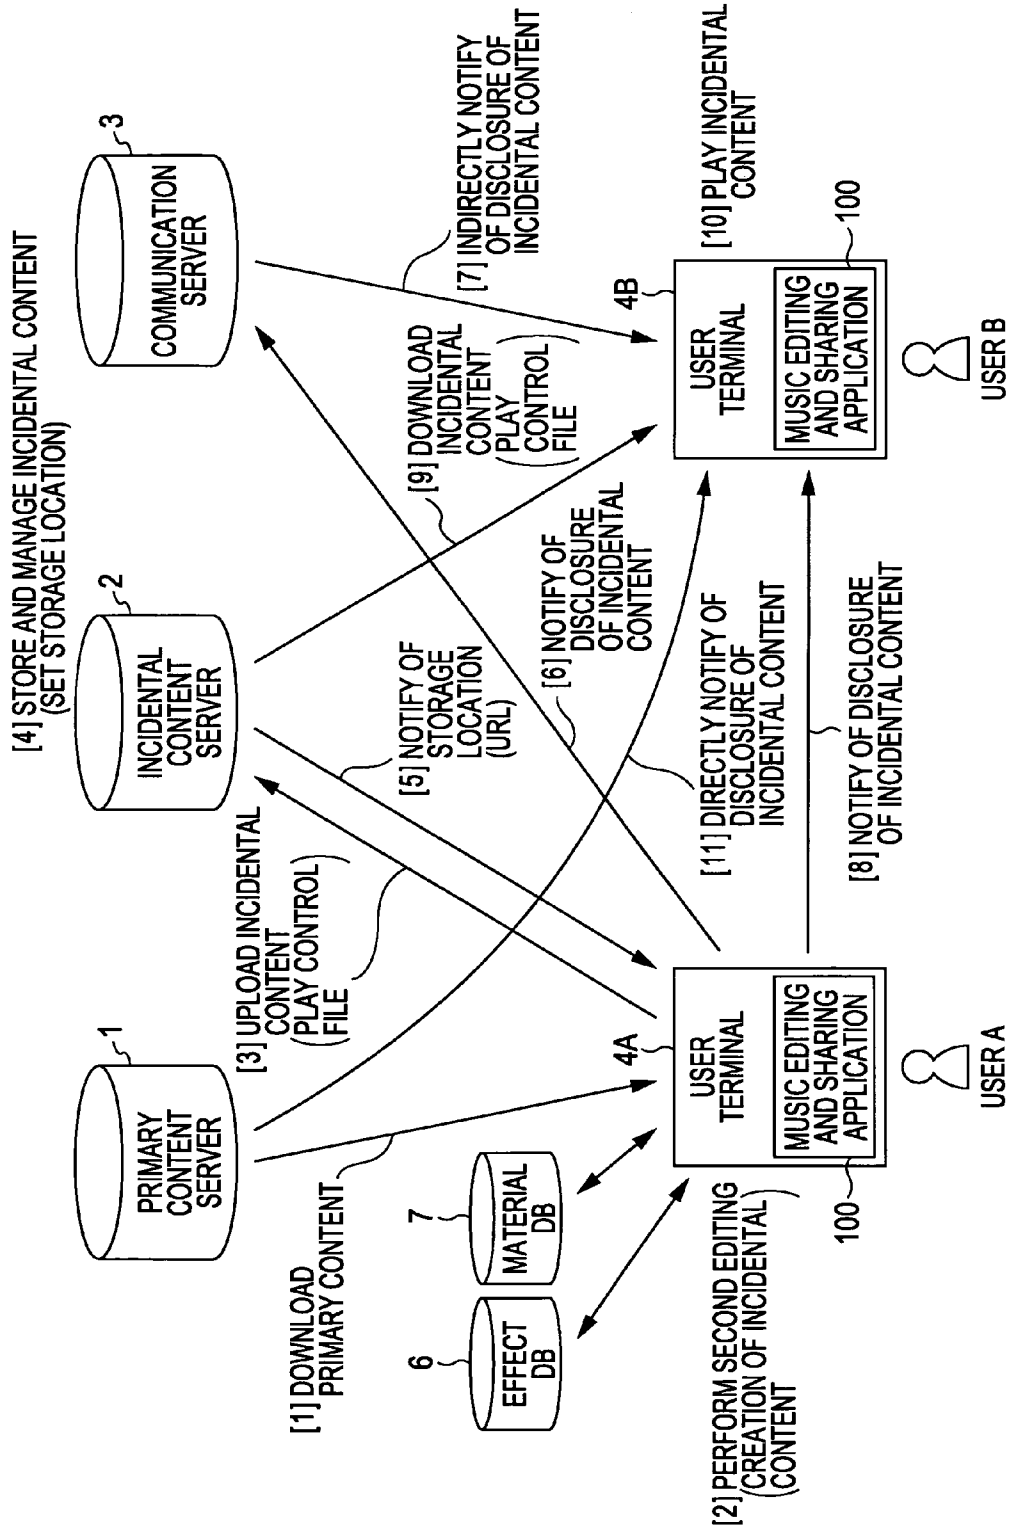 [4] STORE AND MANAGE INCIDENTAL CONTENT
(SET STORAGE LOCATION)
1
PRIMARY
CONTENT
SERVER
2
INCIDENTAL
CONTENT
SERVER
3
COMMUNICATION
SERVER
[3] UPLOAD INCIDENTAL
CONTENT
(PLAY CONTROL
FILE)
[5] NOTIFY OF
STORAGE
LOCATION
(URL)
[9] DOWNLOAD
INCIDENTAL
CONTENT
(PLAY
CONTROL
FILE)
[7] INDIRECTLY NOTIFY
OF DISCLOSURE OF
INCIDENTAL CONTENT
[1] DOWNLOAD
PRIMARY CONTENT
6
EFFECT
DB
7
MATERIAL
DB
[6] NOTIFY OF
DISCLOSURE
OF INCIDENTAL
CONTENT
[11] DIRECTLY NOTIFY OF
DISCLOSURE OF
INCIDENTAL CONTENT
[8] NOTIFY OF DISCLOSURE
OF INCIDENTAL CONTENT
[2] PERFORM SECOND EDITING
(CREATION OF INCIDENTAL
CONTENT)
4A
USER
TERMINAL
MUSIC EDITING
AND SHARING
APPLICATION
100
USER A
4B
USER
TERMINAL
MUSIC EDITING
AND SHARING
APPLICATION
100
USER B
[10] PLAY INCIDENTAL
CONTENT